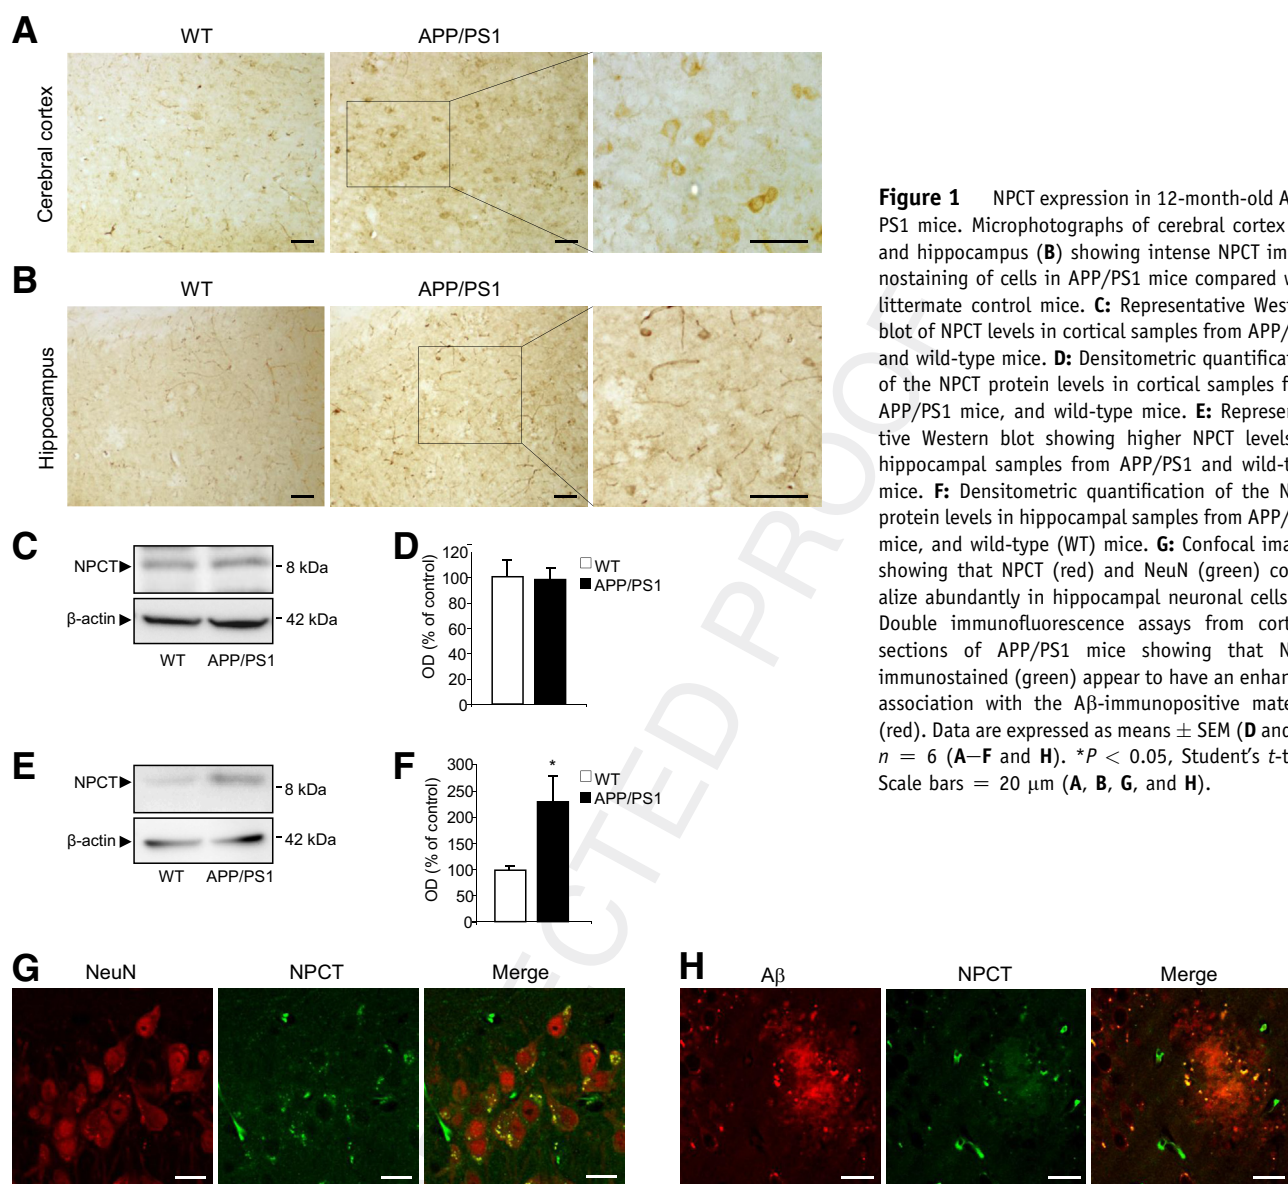 A
WT
APP/PS1
Cerebral cortex
B
WT
APP/PS1
Hippocampus
C
NPCT
8 kDa
β-actin
42 kDa
WT
APP/PS1
D
OD (% of control)
120
100
80
60
40
20
0
WT
APP/PS1
E
NPCT
8 kDa
β-actin
42 kDa
WT
APP/PS1
F
OD (% of control)
300
250
200
150
100
50
0
*
WT
APP/PS1
G
NeuN
NPCT
Merge
H
Aβ
NPCT
Merge
Figure 1 NPCT expression in 12-month-old A
PS1 mice. Microphotographs of cerebral cortex
and hippocampus (B) showing intense NPCT im
nostaining of cells in APP/PS1 mice compared
littermate control mice. C: Representative West
blot of NPCT levels in cortical samples from APP/
and wild-type mice. D: Densitometric quantifica
of the NPCT protein levels in cortical samples f
APP/PS1 mice, and wild-type mice. E: Represen
tive Western blot showing higher NPCT levels
hippocampal samples from APP/PS1 and wild-t
mice. F: Densitometric quantification of the N
protein levels in hippocampal samples from APP/
mice, and wild-type (WT) mice. G: Confocal ima
showing that NPCT (red) and NeuN (green) co
alize abundantly in hippocampal neuronal cells.
Double immunofluorescence assays from cort
sections of APP/PS1 mice showing that N
immunostained (green) appear to have an enhan
association with the Aβ-immunopositive mate
(red). Data are expressed as means ± SEM (D and
n = 6 (A–F and H). *P < 0.05, Student's t-t
Scale bars = 20 μm (A, B, G, and H).
ECTED PROOF